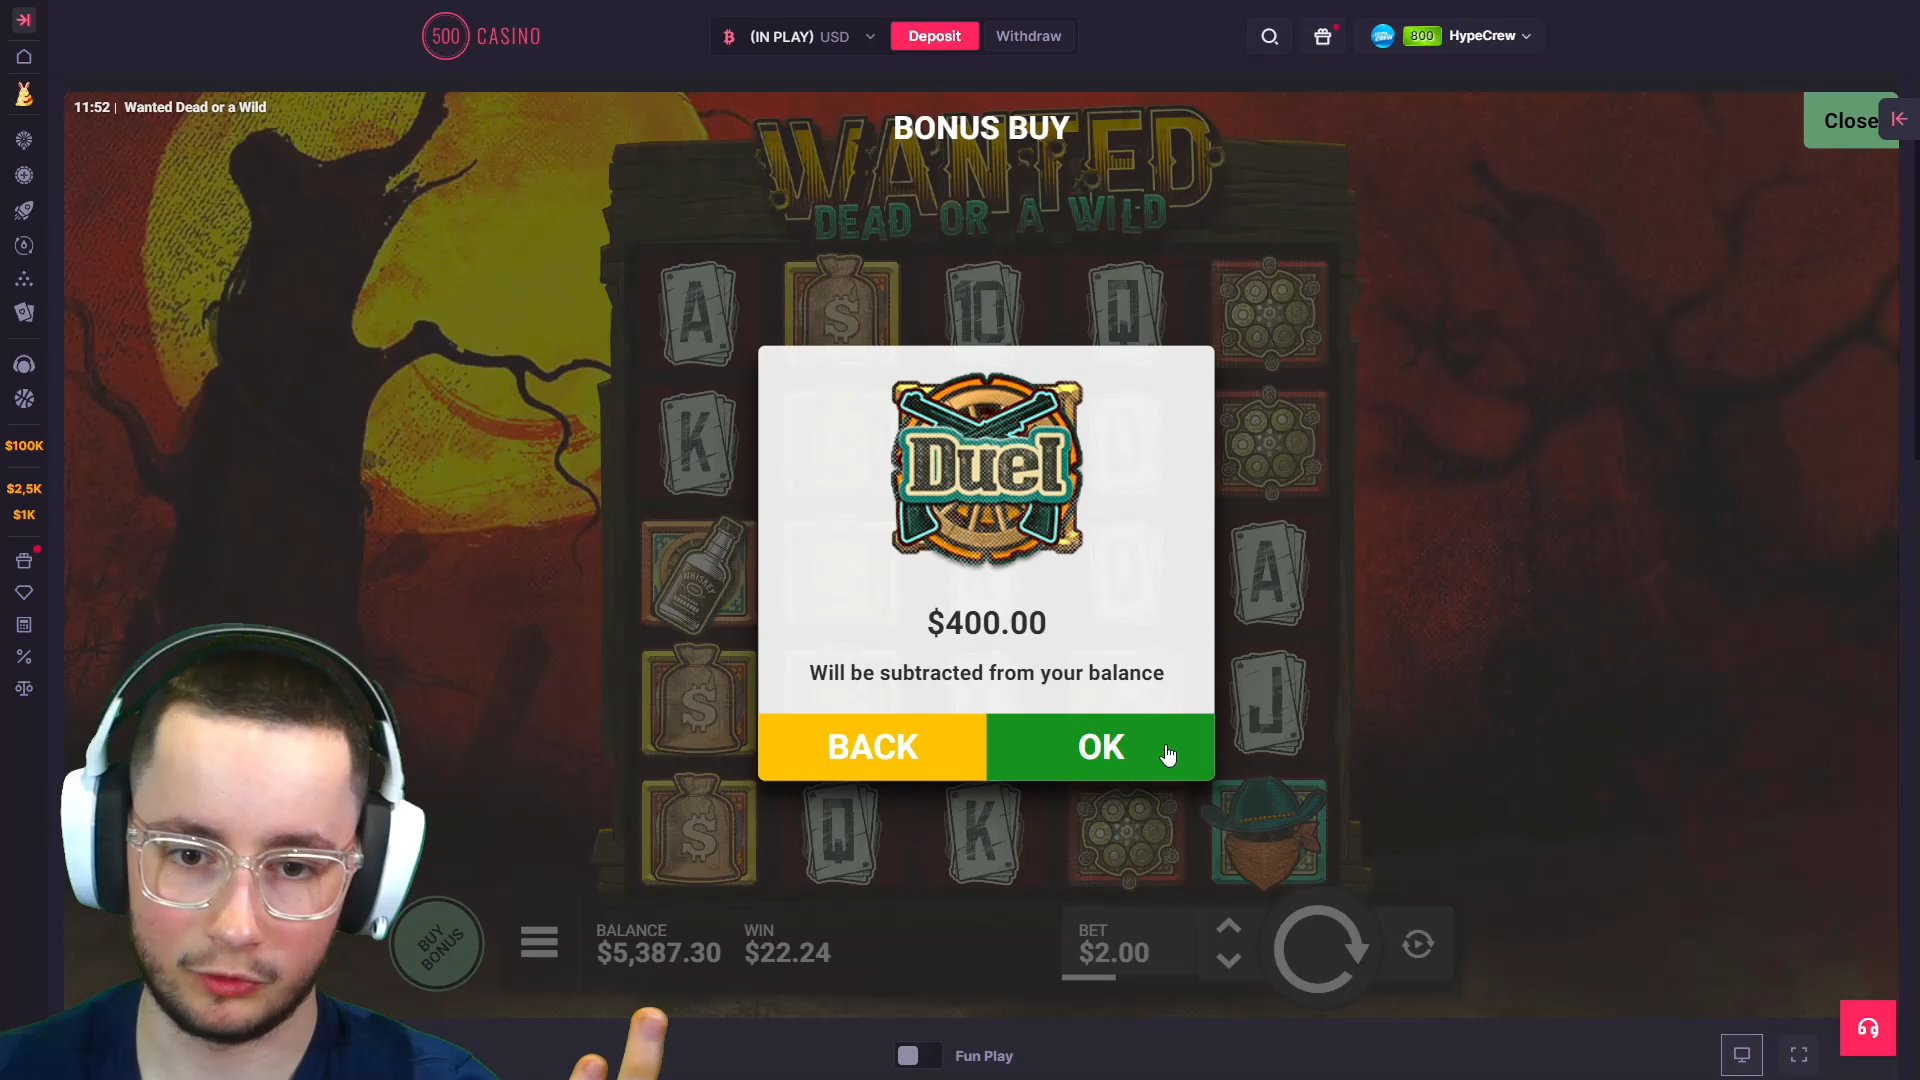 500 CASINO
(IN PLAY) USD
Deposit
Withdraw
800
HypeCrew
11:52 | Wanted Dead or a Wild
BONUS BUY
Close
WANTED
DEAD OR A WILD
A
10
Q
K
$100K
$2,5K
$1K
Duel
WHISKEY
A
$400.00
Will be subtracted from your balance
J
BACK
OK
Q
K
BUY
BONUS
BALANCE
$5,387.30
WIN
$22.24
BET
$2.00
Fun Play